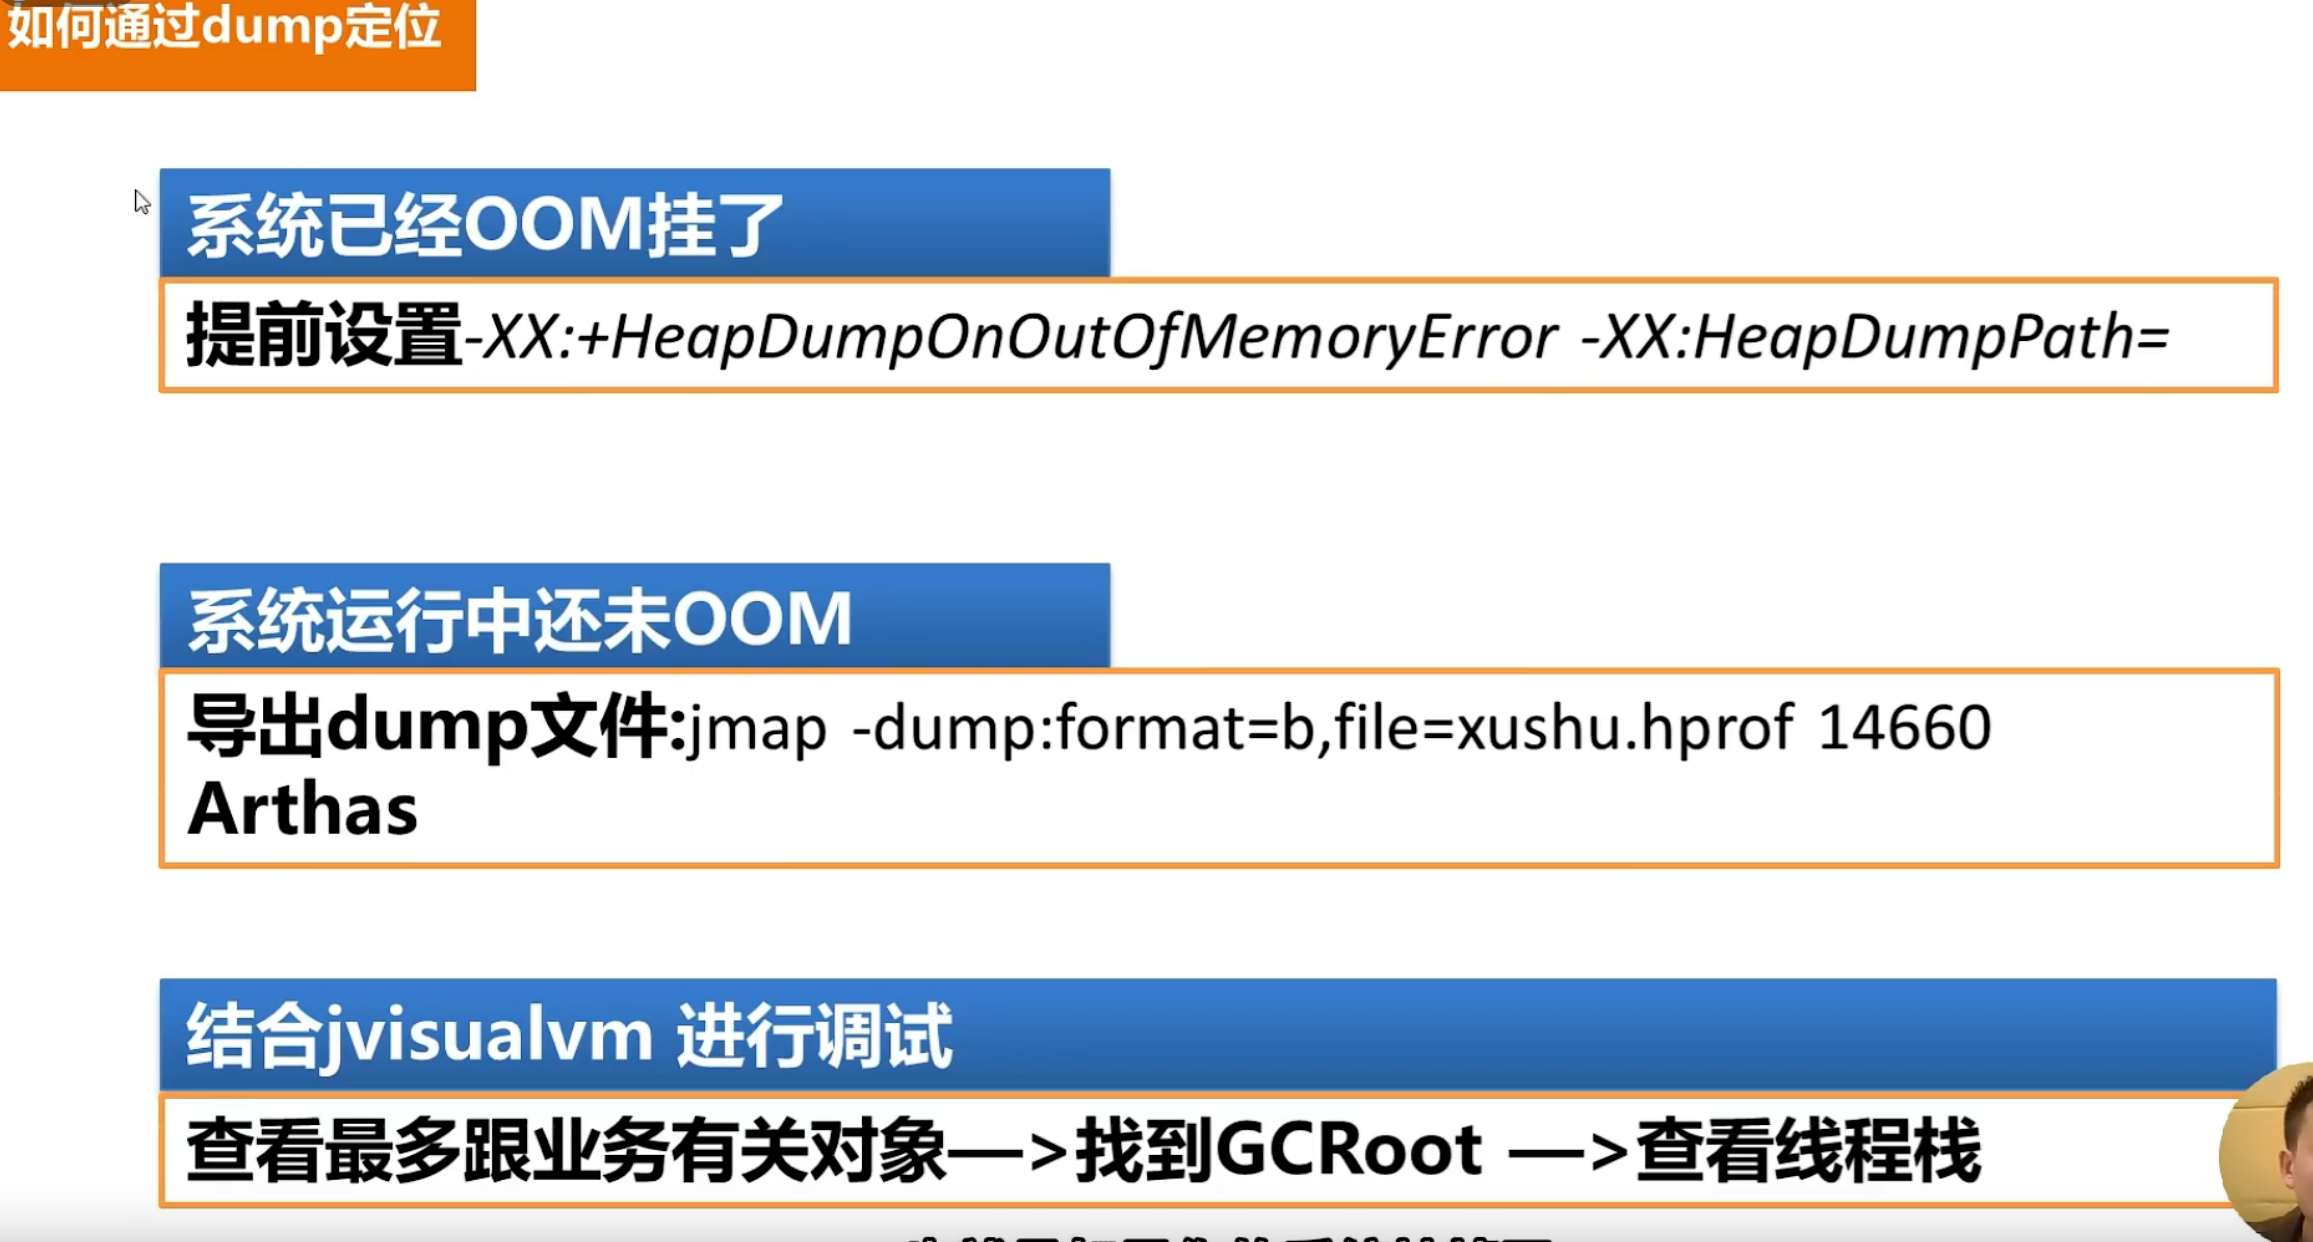 如何通过dump定位
系统已经OOM挂了
提前设置-XX:+HeapDumpOnOutOfMemoryError -XX:HeapDumpPath=
系统运行中还未OOM
导出dump文件:jmap -dump:format=b,file=xushu.hprof 14660
Arthas
结合jvisualvm 进行调试
查看最多跟业务有关对象—>找到GCRoot —>查看线程栈